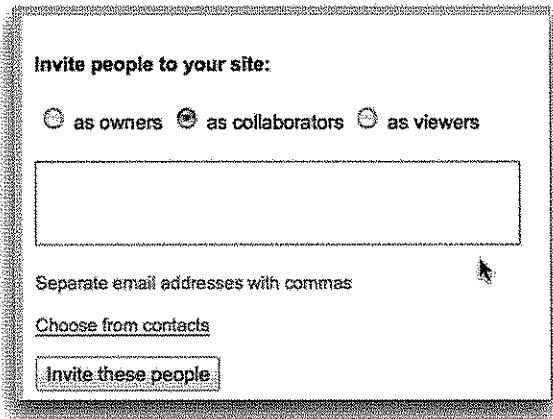 Invite people to your site:
as owners as collaborators as viewers
Separate email addresses with commas
Choose from contacts
Invite these people